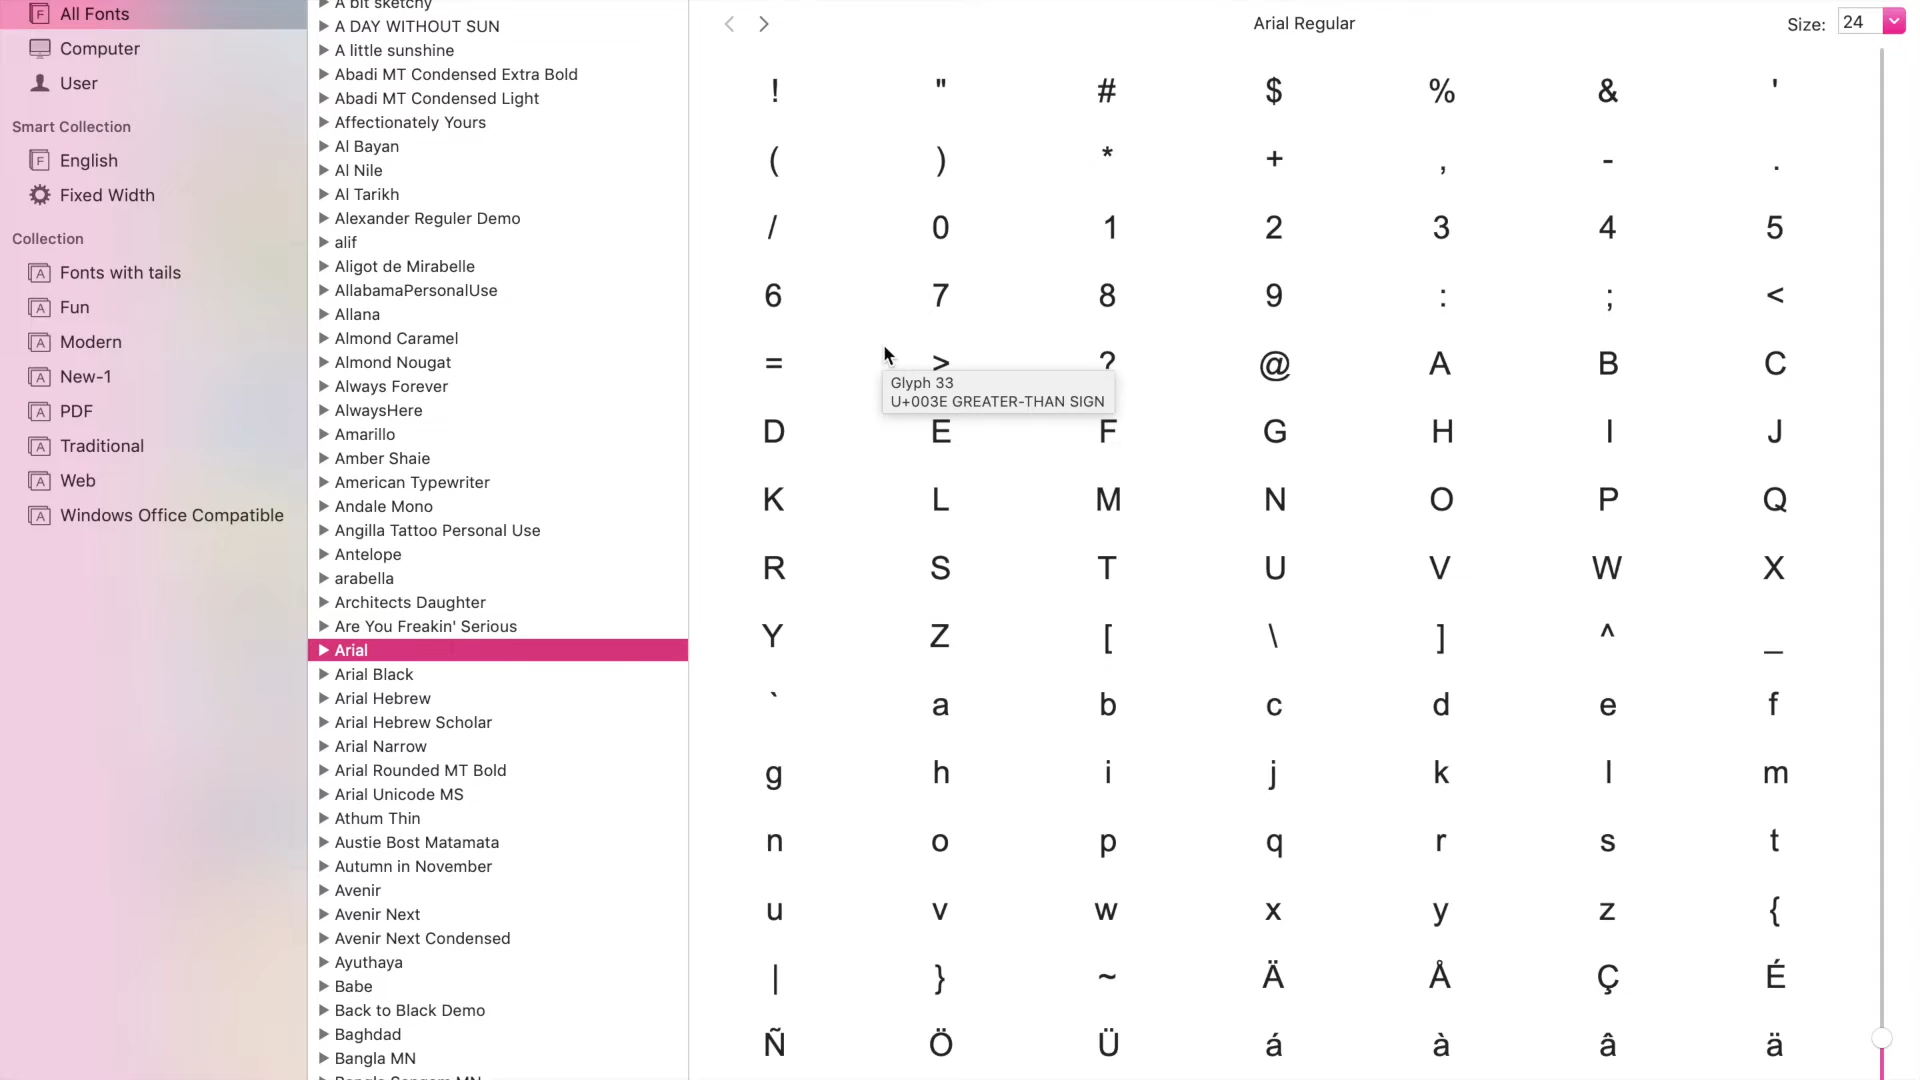 All Fonts
Computer
User
Smart Collection
English
Fixed Width
Collection
Fonts with tails
Fun
Modern
New-1
PDF
Traditional
Web
Windows Office Compatible
A bit sketchy
A DAY WITHOUT SUN
A little sunshine
Abadi MT Condensed Extra Bold
Abadi MT Condensed Light
Affectionately Yours
Al Bayan
Al Nile
Al Tarikh
Alexander Reguler Demo
alif
Aligot de Mirabelle
AllabamaPersonalUse
Allana
Almond Caramel
Almond Nougat
Always Forever
AlwaysHere
Amarillo
Amber Shaie
American Typewriter
Andale Mono
Angilla Tattoo Personal Use
Antelope
arabella
Architects Daughter
Are You Freakin' Serious
Arial
Arial Black
Arial Hebrew
Arial Hebrew Scholar
Arial Narrow
Arial Rounded MT Bold
Arial Unicode MS
Athum Thin
Austie Bost Matamata
Autumn in November
Avenir
Avenir Next
Avenir Next Condensed
Ayuthaya
Babe
Back to Black Demo
Baghdad
Bangla MN
Arial Regular
Size: 24
! " # $ % & '
( ) * + , - .
/ 0 1 2 3 4 5
6 7 8 9 : ; <
= > ? @ A B C
Glyph 33
U+003E GREATER-THAN SIGN
D E F G H I J
K L M N O P Q
R S T U V W X
Y Z [ \ ] ^ _
` a b c d e f
g h i j k l m
n o p q r s t
u v w x y z {
| } ~ Ä Å Ç É
Ñ Ö Ü á à â ä